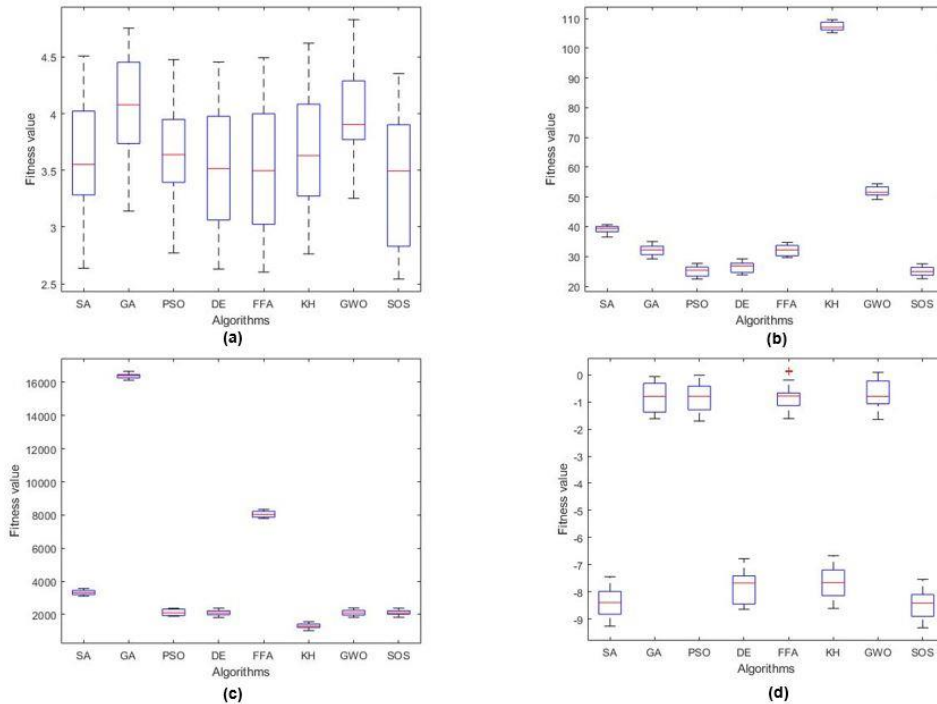 4.5
4
3.5
3
2.5
Fitness value
SA GA PSO DE FFA KH GWO SOS
Algorithms
(a)
110
100
90
80
70
60
50
40
30
20
Fitness value
SA GA PSO DE FFA KH GWO SOS
Algorithms
(b)
16000
14000
12000
10000
8000
6000
4000
2000
Fitness value
SA GA PSO DE FFA KH GWO SOS
Algorithms
(c)
0
-1
-2
-3
-4
-5
-6
-7
-8
-9
Fitness value
SA GA PSO DE FFA KH GWO SOS
Algorithms
(d)